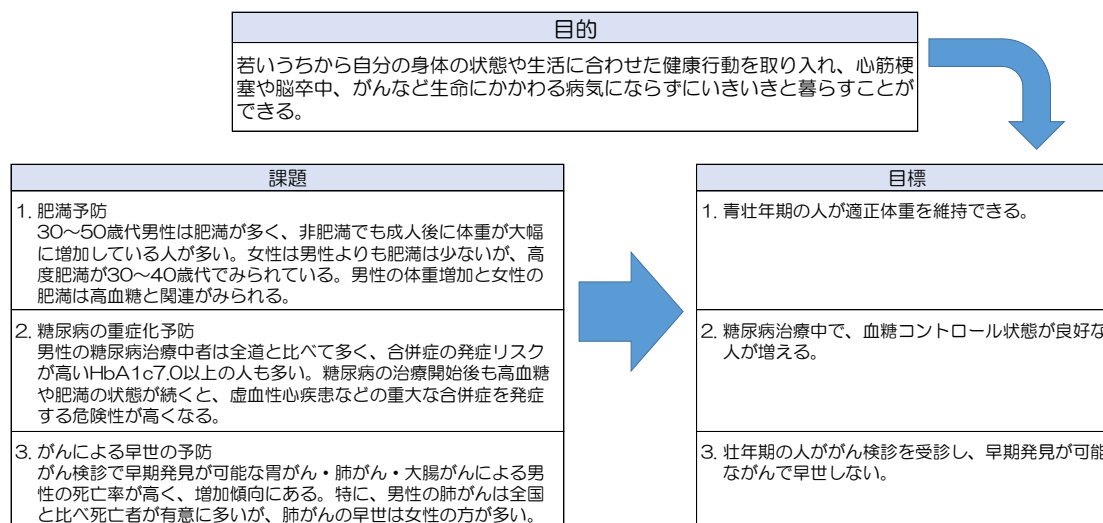 目的
若いうちから自分の身体の状態や生活に合わせた健康行動を取り入れ、心筋梗
塞や脳卒中、がんなど生命にかかわる病気にならずにいきいきと暮らすことが
できる。
課題
1. 肥満予防
30～50歳代男性は肥満が多く、非肥満でも成人後に体重が大幅
に増加している人が多い。女性は男性よりも肥満は少ないが、高
度肥満が30～40歳代でみられている。男性の体重増加と女性の
肥満は高血糖と関連がみられる。
2. 糖尿病の重症化予防
男性の糖尿病治療中者は全道と比べて多く、合併症の発症リスク
が高いHbA1c7.0以上の人も多い。糖尿病の治療開始後も高血糖
や肥満の状態が続くと、虚血性心疾患などの重大な合併症を発症
する危険性が高くなる。
3. がんによる早世の予防
がん検診で早期発見が可能な胃がん・肺がん・大腸がんによる男
性の死亡率が高く、増加傾向にある。特に、男性の肺がんは全国
と比べ死亡者が有意に多いが、肺がんの早世は女性の方が多い。
目標
1. 青壮年期の人が適正体重を維持できる。
2. 糖尿病治療中で、血糖コントロール状態が良好な
人が増える。
3. 壮年期の人ががん検診を受診し、早期発見が可能
ながんで早世しない。